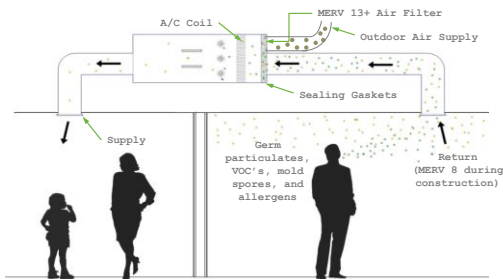 MERV 13+ Air Filter
A/C Coil
Outdoor Air Supply
Sealing Gaskets
Supply
Germ
particulates,
VOC's, mold
spores, and
allergens
Return
(MERV 8 during
construction)